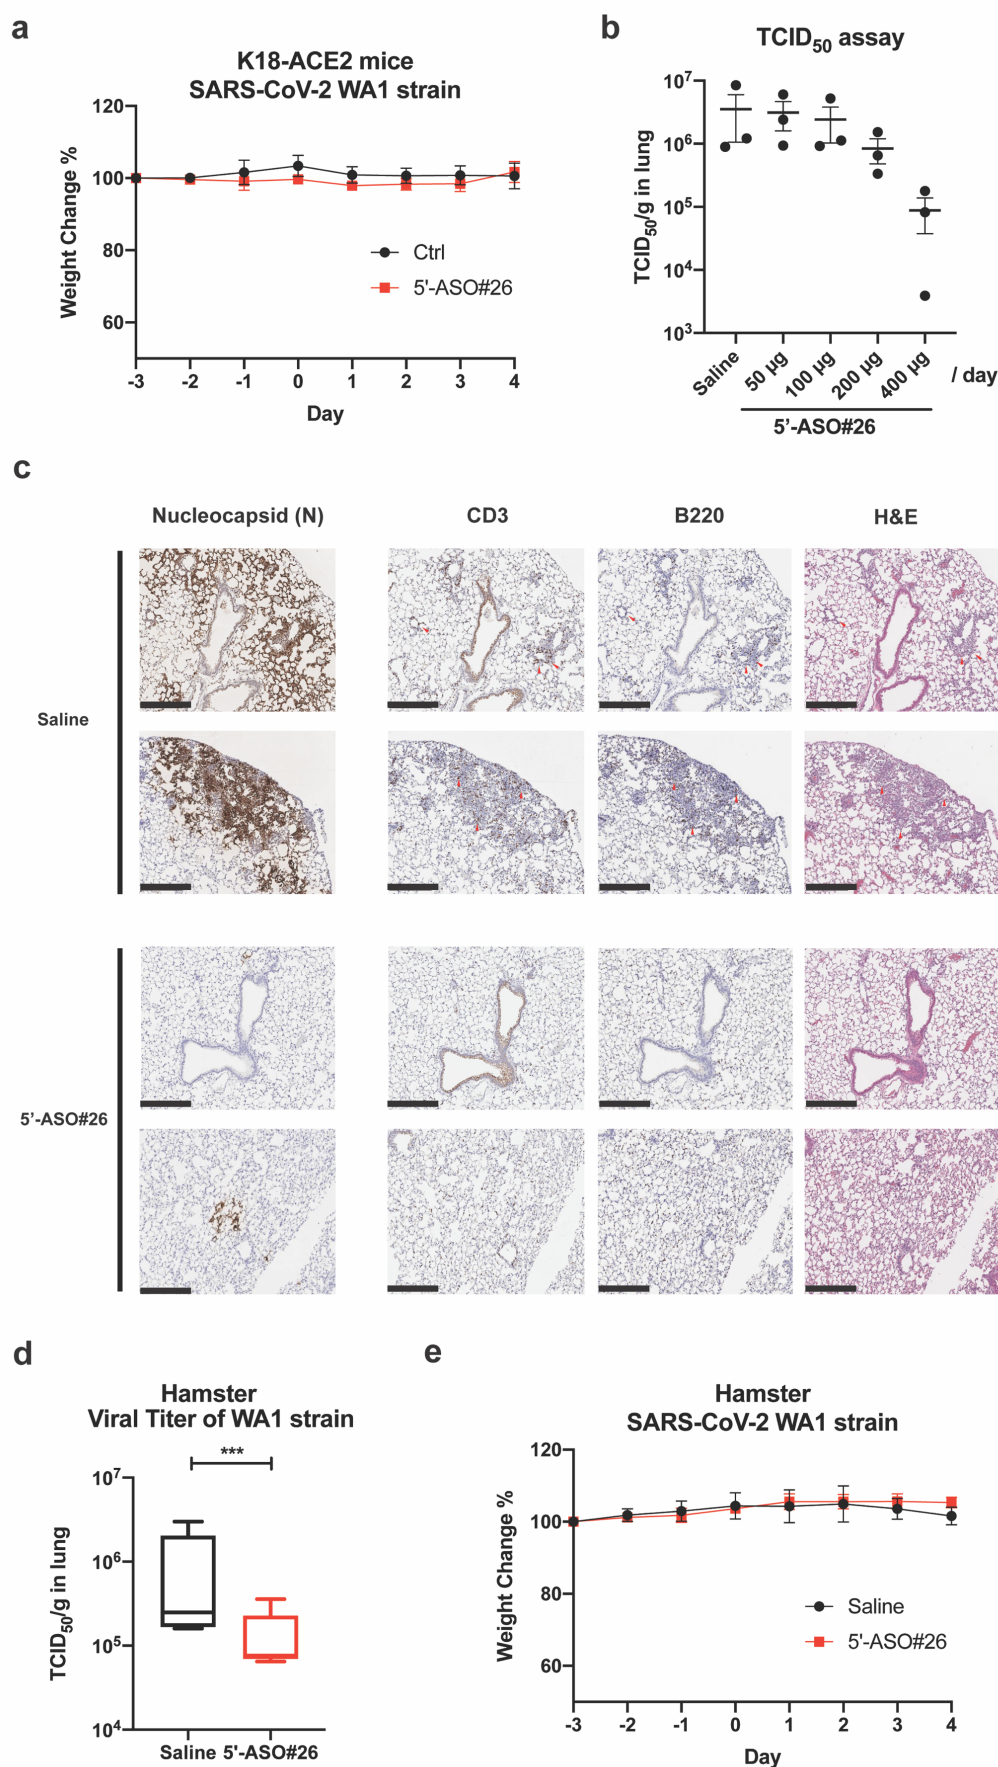 a
K18-ACE2 mice
SARS-CoV-2 WA1 strain
Weight Change %
120
100
80
60
Ctrl
5'-ASO#26
-3 -2 -1 0 1 2 3 4
Day
b
TCID50 assay
TCID50/g in lung
10^7
10^6
10^5
10^4
10^3
Saline 50 µg 100 µg 200 µg 400 µg / day
5'-ASO#26
c
Nucleocapsid (N) CD3 B220 H&E
Saline
5'-ASO#26
d
Hamster
Viral Titer of WA1 strain
***
TCID50/g in lung
10^7
10^6
10^5
10^4
Saline 5'-ASO#26
e
Hamster
SARS-CoV-2 WA1 strain
Weight Change %
120
100
80
60
Saline
5'-ASO#26
-3 -2 -1 0 1 2 3 4
Day